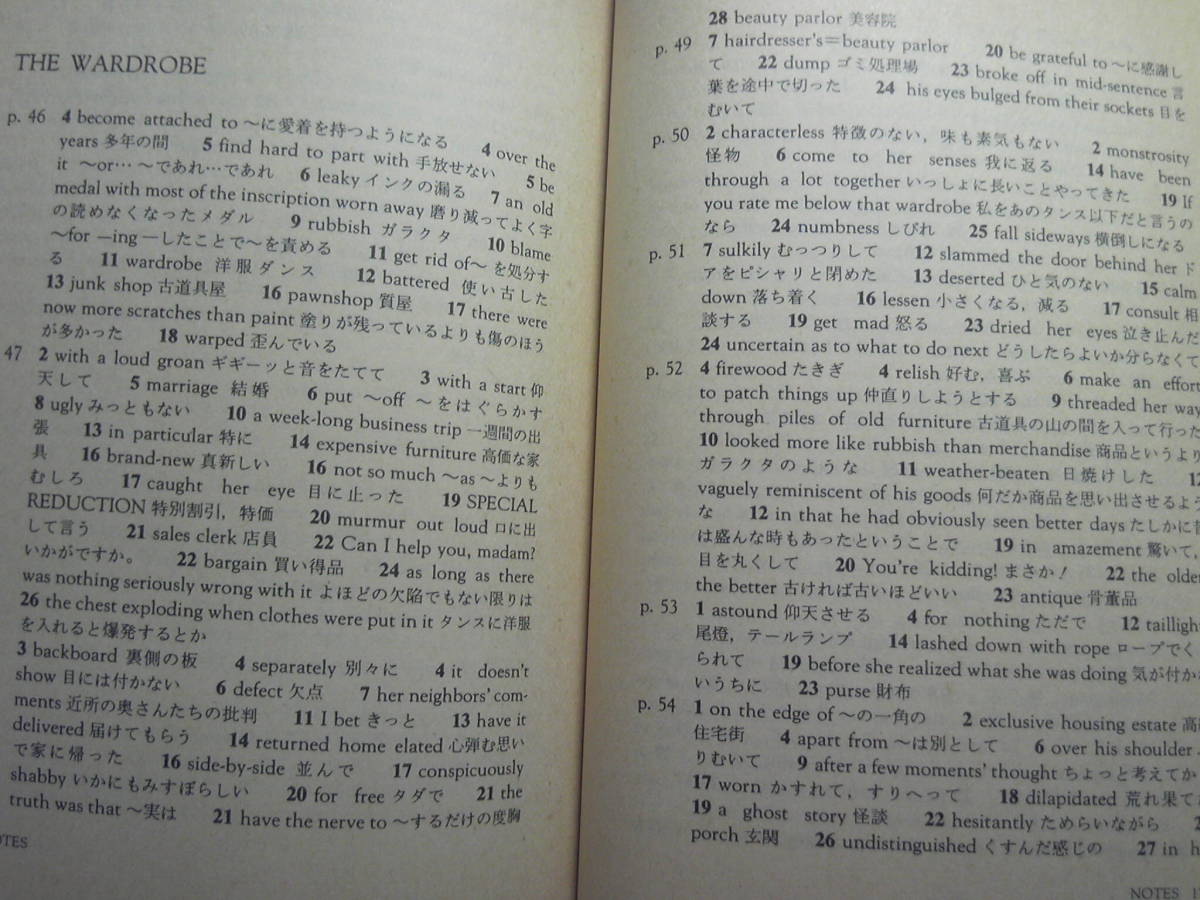 THE WARDROBE
p. 46 4 become attached to ～に愛着を持つようになる 4 over the
years 多年の間 5 find hard to part with 手放せない 5 be
it ～or… ～であれ…であれ 6 leaky インクの漏る 7 an old
medal with most of the inscription worn away 磨り減ってよく字
の読めなくなったメダル 9 rubbish ガラクタ 10 blame
～for —ing —したことで～を責める 11 get rid of～ を処分す
る 11 wardrobe 洋服ダンス 12 battered 使い古した
13 junk shop 古道具屋 16 pawnshop 質屋 17 there were
now more scratches than paint 塗りが残っているよりも傷のほう
が多かった 18 warped 歪んでいる
47 2 with a loud groan ギギーッと音をたてて 3 with a start 仰
天して 5 marriage 結婚 6 put ～off ～をはぐらかす
8 ugly みっともない 10 a week-long business trip 一週間の出
張 13 in particular 特に 14 expensive furniture 高価な家
具 16 brand-new 真新しい 16 not so much ～as ～よりも
むしろ 17 caught her eye 目に止った 19 SPECIAL
REDUCTION 特別割引，特価 20 murmur out loud 口に出
して言う 21 sales clerk 店員 22 Can I help you, madam?
いかがですか。 22 bargain 買い得品 24 as long as there
was nothing seriously wrong with it よほどの欠陥でもない限りは
26 the chest exploding when clothes were put in it タンスに洋服
を入れると爆発するとか
3 backboard 裏側の板 4 separately 別々に 4 it doesn't
show 目には付かない 6 defect 欠点 7 her neighbors' com-
ments 近所の奥さんたちの批判 11 I bet きっと 13 have it
delivered 届けてもらう 14 returned home elated 心弾む思い
で家に帰った 16 side-by-side 並んで 17 conspicuously
shabby いかにもみすぼらしい 20 for free タダで 21 the
truth was that ～実は 21 have the nerve to ～するだけの度胸
OTES
28 beauty parlor 美容院
p. 49 7 hairdresser's＝beauty parlor 20 be grateful to ～に感謝し
て 22 dump ゴミ処理場 23 broke off in mid-sentence 言
葉を途中で切った 24 his eyes bulged from their sockets 目を
むいて
p. 50 2 characterless 特徴のない，味も素気もない 2 monstrosity
怪物 6 come to her senses 我に返る 14 have been
through a lot together いっしょに長いことやってきた 19 If
you rate me below that wardrobe 私をあのタンス以下だと言うの
なら 24 numbness しびれ 25 fall sideways 横倒しになる
p. 51 7 sulkily むっつりして 12 slammed the door behind her ド
アをピシャリと閉めた 13 deserted ひと気のない 15 calm
down 落ち着く 16 lessen 小さくなる，減る 17 consult 相
談する 19 get mad 怒る 23 dried her eyes 泣き止んだ
24 uncertain as to what to do next どうしたらよいか分らなくて
p. 52 4 firewood たきぎ 4 relish 好む，喜ぶ 6 make an effort
to patch things up 仲直りしようとする 9 threaded her way
through piles of old furniture 古道具の山の間を入って行った
10 looked more like rubbish than merchandise 商品というより
ガラクタのような 11 weather-beaten 日焼けした 12
vaguely reminiscent of his goods 何だか商品を思い出させるよう
な 12 in that he had obviously seen better days たしかに昔
は盛んな時もあったということで 19 in amazement 驚いて，
目を丸くして 20 You're kidding! まさか！ 22 the older
the better 古ければ古いほどいい 23 antique 骨董品
p. 53 1 astound 仰天させる 4 for nothing ただで 12 taillight
尾燈，テールランプ 14 lashed down with rope ロープでく
られて 19 before she realized what she was doing 気が付かな
いうちに 23 purse 財布
p. 54 1 on the edge of ～の一角の 2 exclusive housing estate 高
住宅街 4 apart from ～は別として 6 over his shoulder
りむいて 9 after a few moments' thought ちょっと考えてか
17 worn かすれて，すりへって 18 dilapidated 荒れ果てた
19 a ghost story 怪談 22 hesitantly ためらいながら
porch 玄関 26 undistinguished くすんだ感じの 27 in h
NOTES